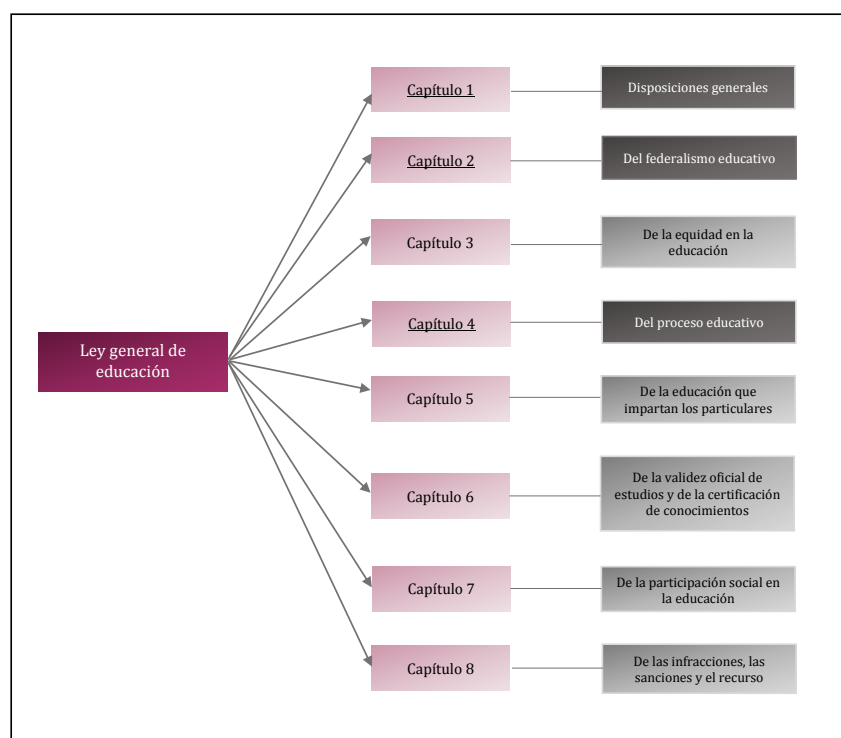 Capítulo 1
Disposiciones generales
Capítulo 2
Del federalismo educativo
Capítulo 3
De la equidad en la
educación
Ley general de
educación
Capítulo 4
Del proceso educativo
Capítulo 5
De la educación que
impartan los particulares
Capítulo 6
De la validez oficial de
estudios y de la certificación
de conocimientos
Capítulo 7
De la participación social en
la educación
Capítulo 8
De las infracciones, las
sanciones y el recurso